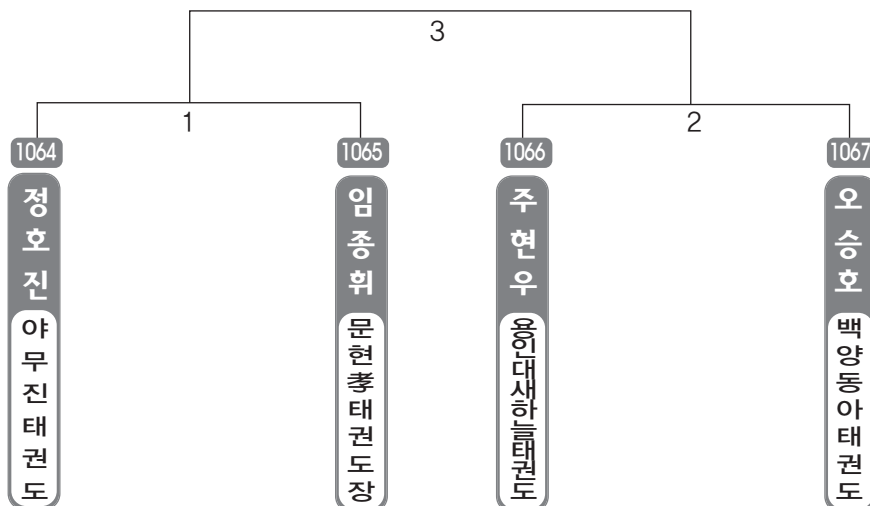 3
1
2
1064
1065
1066
1067
정호진
임종휘
주현우
오승호
야무진태권도
문현孝태권도장
용인대새하늘태권도
백양동아태권도